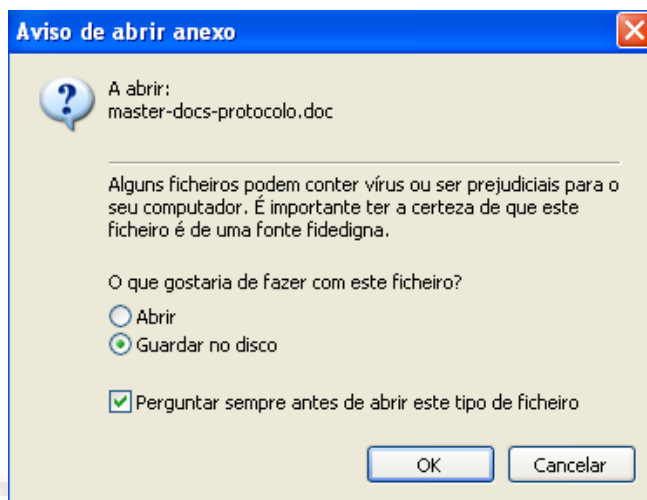 Aviso de abrir anexo
A abrir:
master-docs-protocolo.doc
Alguns ficheiros podem conter vírus ou ser prejudiciais para o
seu computador. É importante ter a certeza de que este
ficheiro é de uma fonte fidedigna.
O que gostaria de fazer com este ficheiro?
Abrir
Guardar no disco
Perguntar sempre antes de abrir este tipo de ficheiro
OK
Cancelar